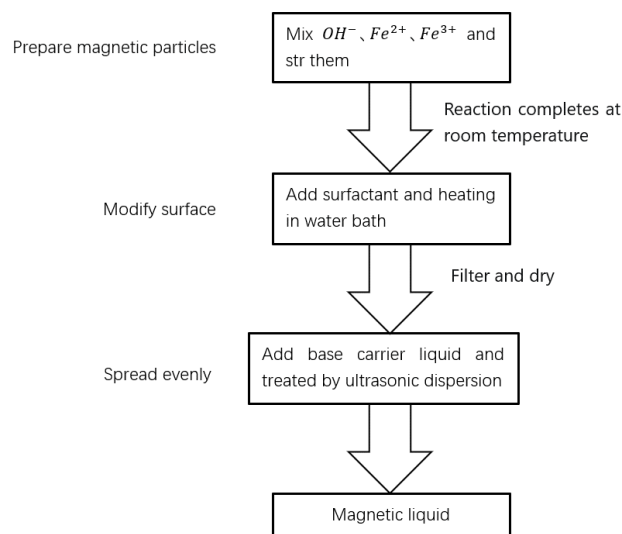 Prepare magnetic particles
Mix OH⁻、Fe²⁺、Fe³⁺ and
str them
Reaction completes at
room temperature
Modify surface
Add surfactant and heating
in water bath
Filter and dry
Spread evenly
Add base carrier liquid and
treated by ultrasonic dispersion
Magnetic liquid